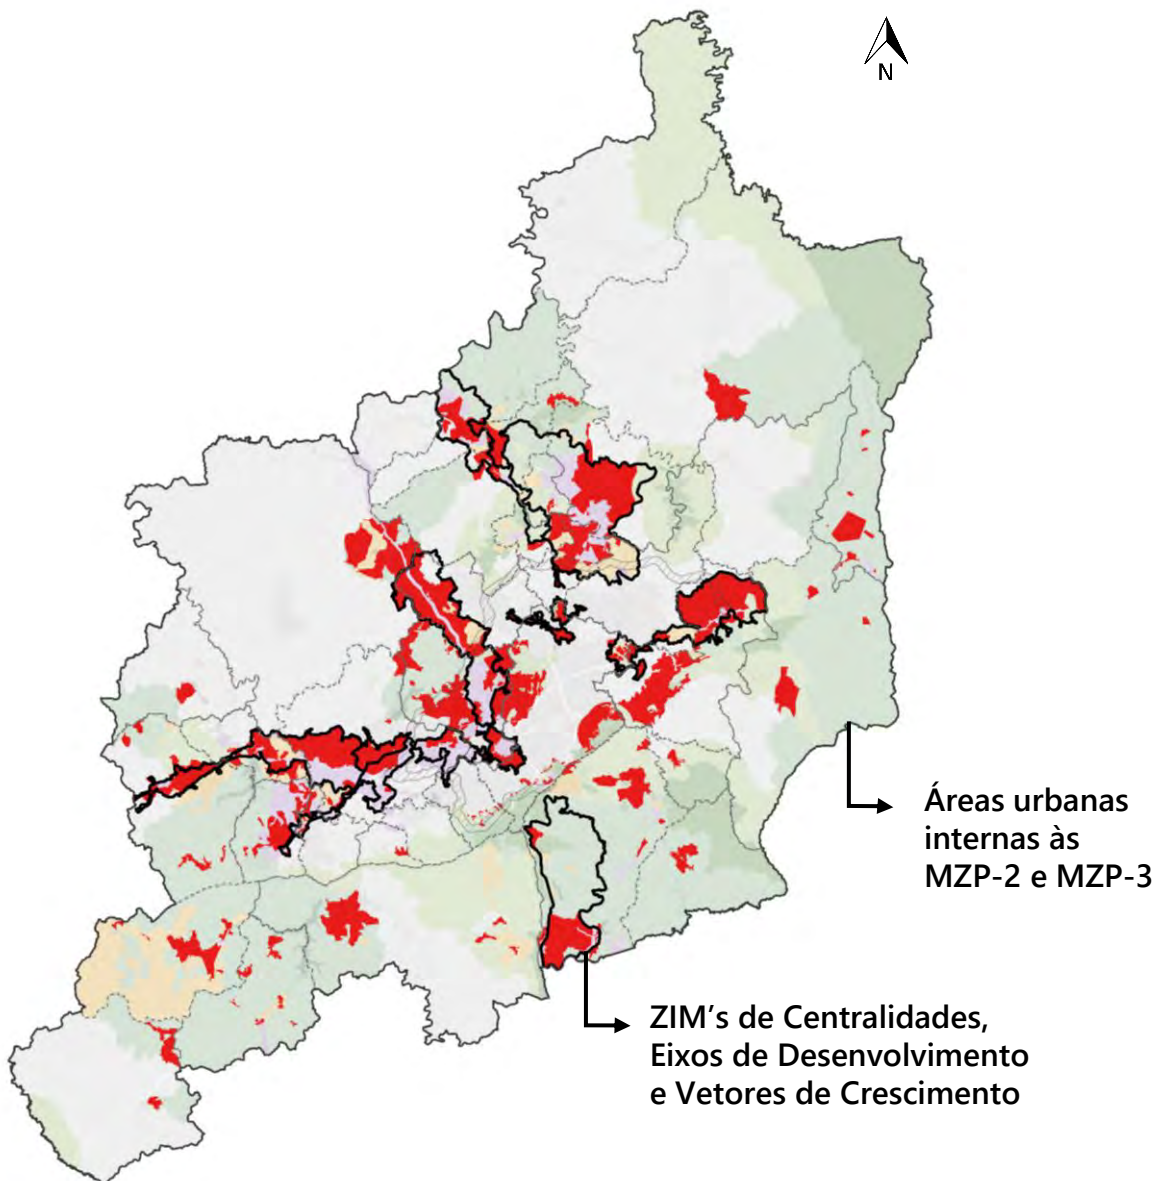 N
Áreas urbanas
internas às
MZP-2 e MZP-3
ZIM's de Centralidades,
Eixos de Desenvolvimento
e Vetores de Crescimento